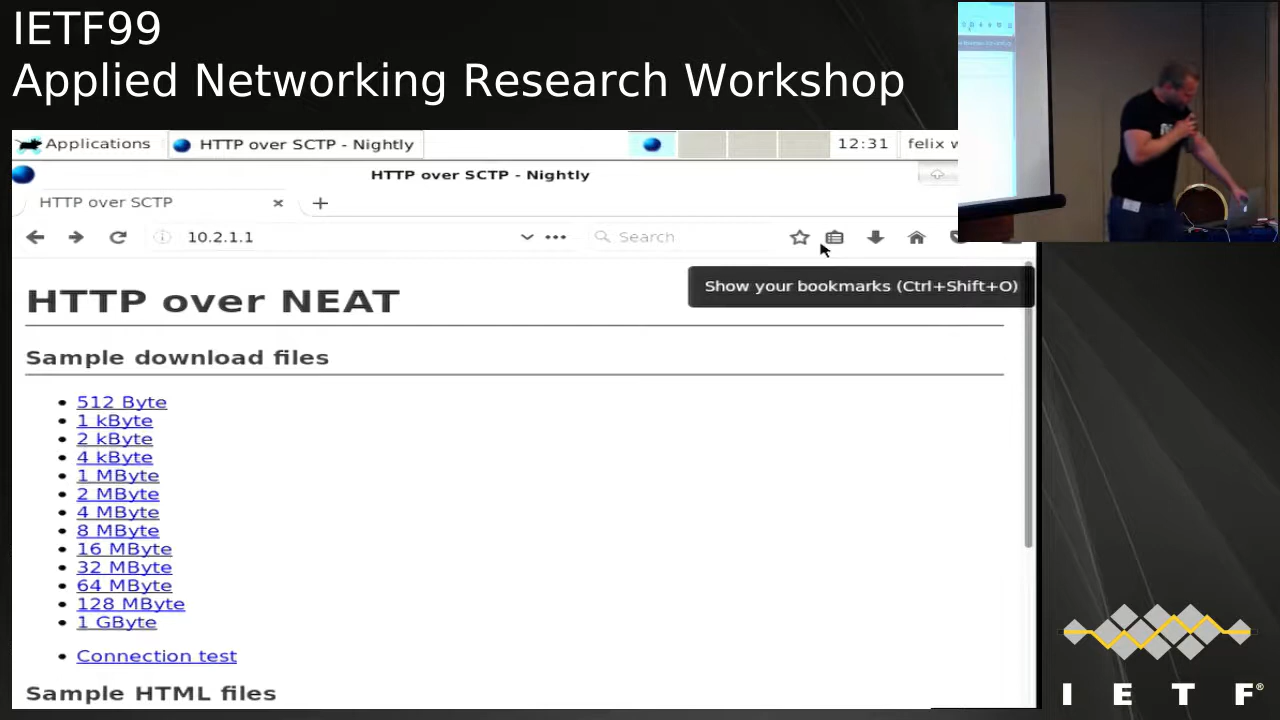 IETF99
Applied Networking Research Workshop
Applications
HTTP over SCTP - Nightly
12:31
felix w
HTTP over SCTP - Nightly
HTTP over SCTP
10.2.1.1
Search
Show your bookmarks (Ctrl+Shift+O)
HTTP over NEAT
Sample download files
512 Byte
1 kByte
2 kByte
4 kByte
1 MByte
2 MByte
4 MByte
8 MByte
16 MByte
32 MByte
64 MByte
128 MByte
1 GByte
Connection test
Sample HTML files
I E T F®